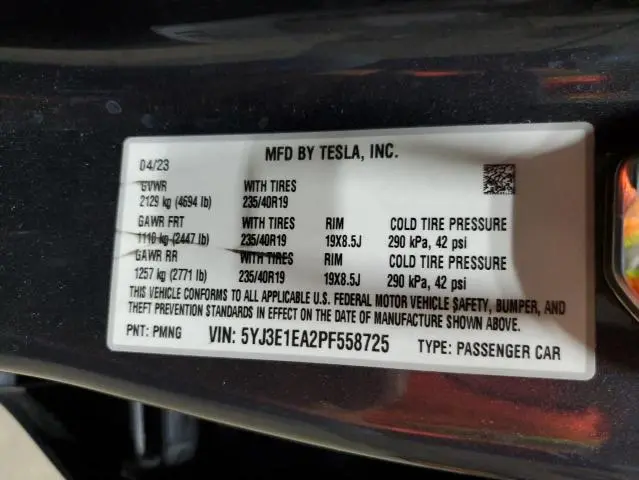 MFD BY TESLA, INC.
04/23
GVWR WITH TIRES
2129 kg (4694 lb) 235/40R19
GAWR FRT WITH TIRES RIM COLD TIRE PRESSURE
1110 kg (2447 lb) 235/40R19 19X8.5J 290 kPa, 42 psi
GAWR RR WITH TIRES RIM COLD TIRE PRESSURE
1257 kg (2771 lb) 235/40R19 19X8.5J 290 kPa, 42 psi
THIS VEHICLE CONFORMS TO ALL APPLICABLE U.S. FEDERAL MOTOR VEHICLE SAFETY, BUMPER, AND
THEFT PREVENTION STANDARDS IN EFFECT ON THE DATE OF MANUFACTURE SHOWN ABOVE.
PNT: PMNG VIN: 5YJ3E1EA2PF558725 TYPE: PASSENGER CAR